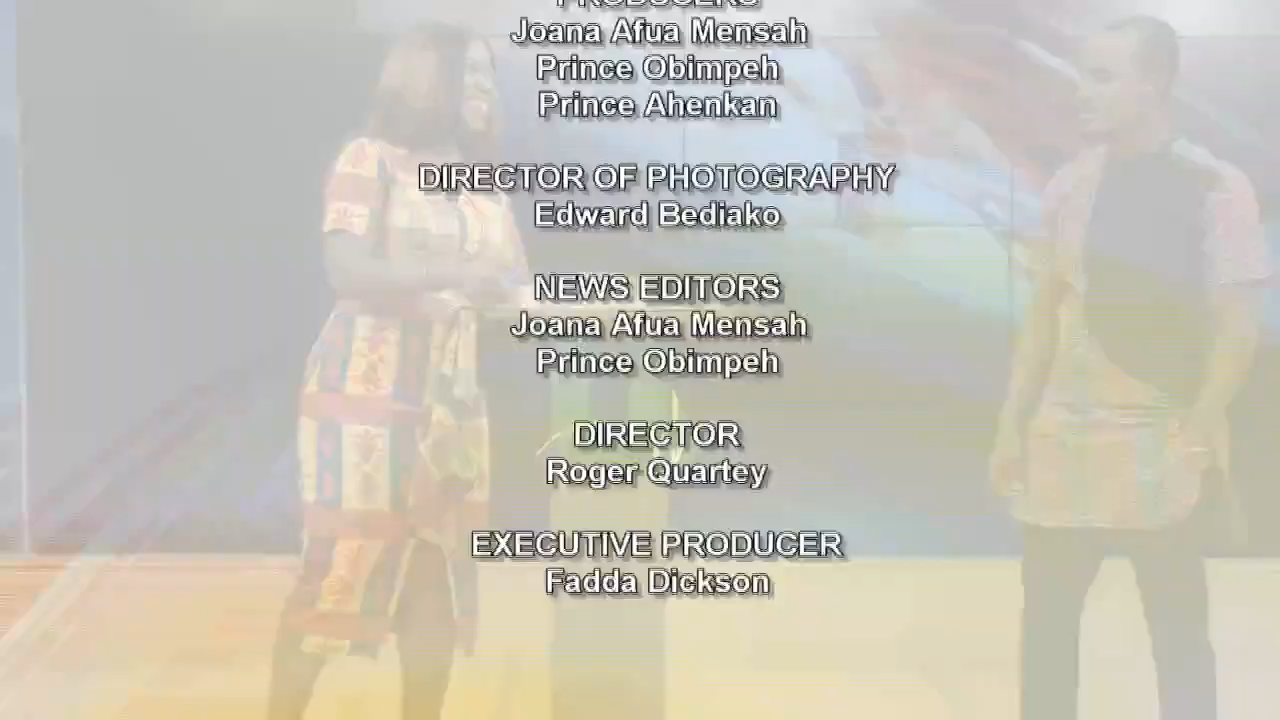 PRODUCERS
Joana Afua Mensah
Prince Obimpeh
Prince Ahenkan
DIRECTOR OF PHOTOGRAPHY
Edward Bediako
NEWS EDITORS
Joana Afua Mensah
Prince Obimpeh
DIRECTOR
Roger Quartey
EXECUTIVE PRODUCER
Fadda Dickson